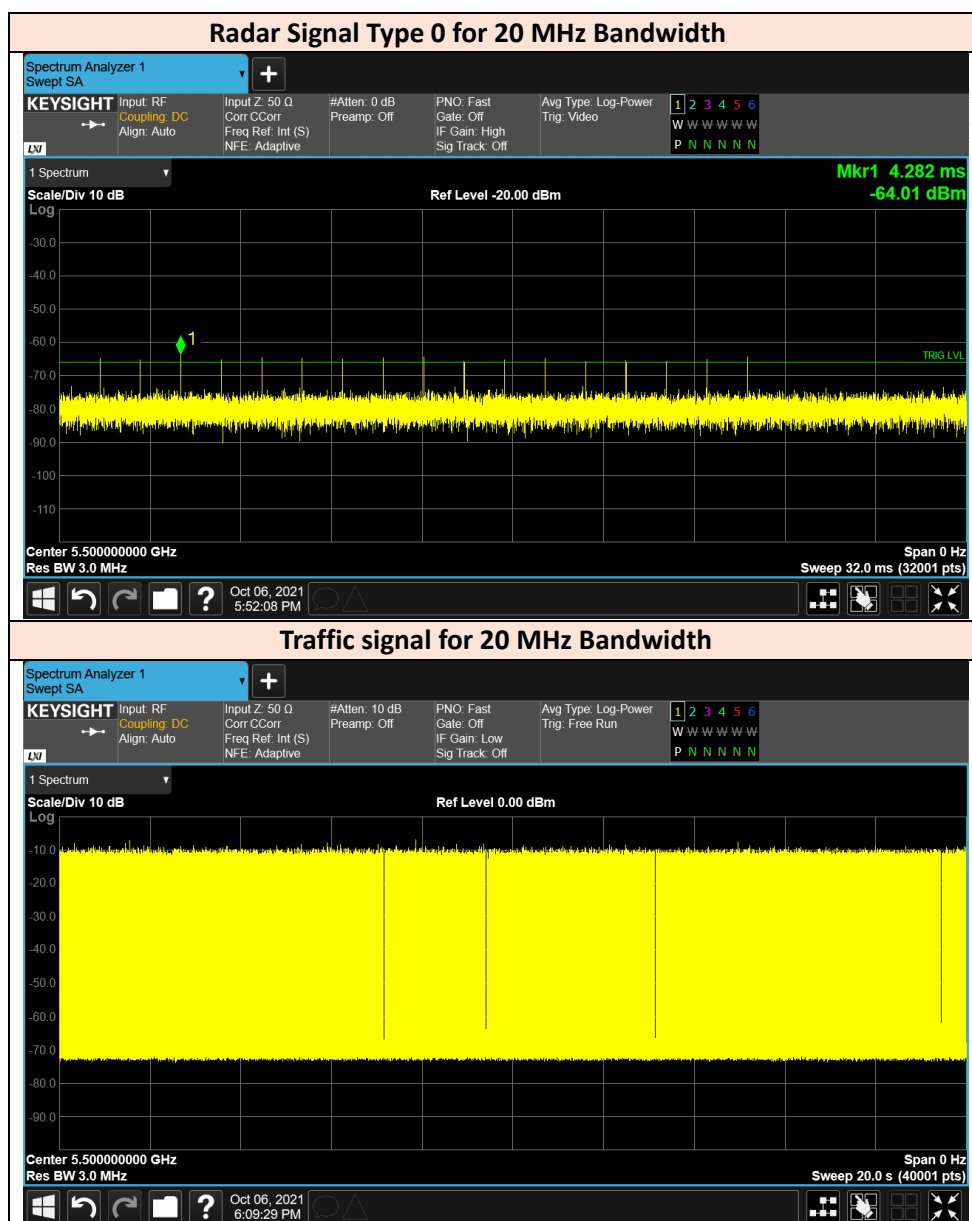 Radar Signal Type 0 for 20 MHz Bandwidth
Spectrum Analyzer 1
Swept SA
+
KEYSIGHT Input: RF Input Z: 50 Ω #Atten: 0 dB PNO: Fast Avg Type: Log-Power 1 2 3 4 5 6
Coupling: DC Corr CCorr Preamp: Off Gate: Off Trig: Video W W W W W W
Align: Auto Freq Ref: Int (S) IF Gain: High
LXI NFE: Adaptive Sig Track: Off P N N N N N
1 Spectrum Mkr1 4.282 ms
Scale/Div 10 dB Ref Level -20.00 dBm -64.01 dBm
Log
-30.0
-40.0
-50.0
-60.0
1
TRIG LVL
-70.0
-80.0
-90.0
-100
-110
Center 5.500000000 GHz Span 0 Hz
Res BW 3.0 MHz Sweep 32.0 ms (32001 pts)
? Oct 06, 2021
5:52:08 PM
Traffic signal for 20 MHz Bandwidth
Spectrum Analyzer 1
Swept SA
+
KEYSIGHT Input: RF Input Z: 50 Ω #Atten: 10 dB PNO: Fast Avg Type: Log-Power 1 2 3 4 5 6
Coupling: DC Corr CCorr Preamp: Off Gate: Off Trig: Free Run W W W W W W
Align: Auto Freq Ref: Int (S) IF Gain: Low
LXI NFE: Adaptive Sig Track: Off P N N N N N
1 Spectrum
Scale/Div 10 dB Ref Level 0.00 dBm
Log
-10.0
-20.0
-30.0
-40.0
-50.0
-60.0
-70.0
-80.0
-90.0
Center 5.500000000 GHz Span 0 Hz
Res BW 3.0 MHz Sweep 20.0 s (40001 pts)
? Oct 06, 2021
6:09:29 PM